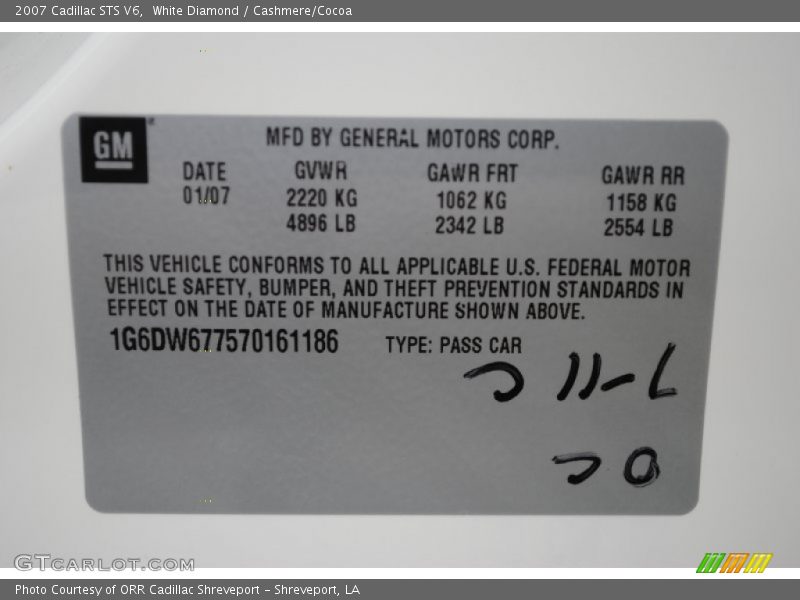 2007 Cadillac STS V6, White Diamond / Cashmere/Cocoa
GM
MFD BY GENERAL MOTORS CORP.
DATE GVWR GAWR FRT GAWR RR
01/07 2220 KG 1062 KG 1158 KG
4896 LB 2342 LB 2554 LB
THIS VEHICLE CONFORMS TO ALL APPLICABLE U.S. FEDERAL MOTOR
VEHICLE SAFETY, BUMPER, AND THEFT PREVENTION STANDARDS IN
EFFECT ON THE DATE OF MANUFACTURE SHOWN ABOVE.
1G6DW677570161186 TYPE: PASS CAR
GTCARLOT.COM
Photo Courtesy of ORR Cadillac Shreveport - Shreveport, LA